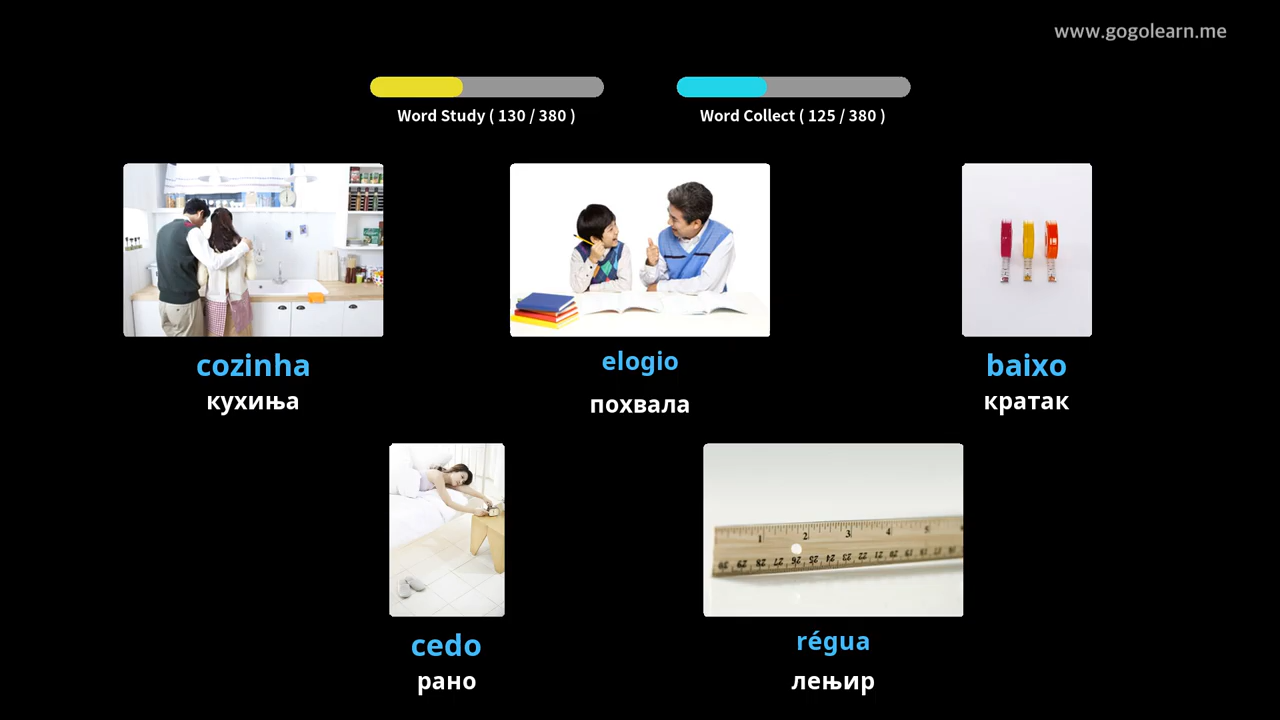 www.gogolearn.me
Word Study ( 130 / 380 )
Word Collect ( 125 / 380 )
cozinha
кухиња
elogio
похвала
baixo
кратак
cedo
рано
régua
лењир